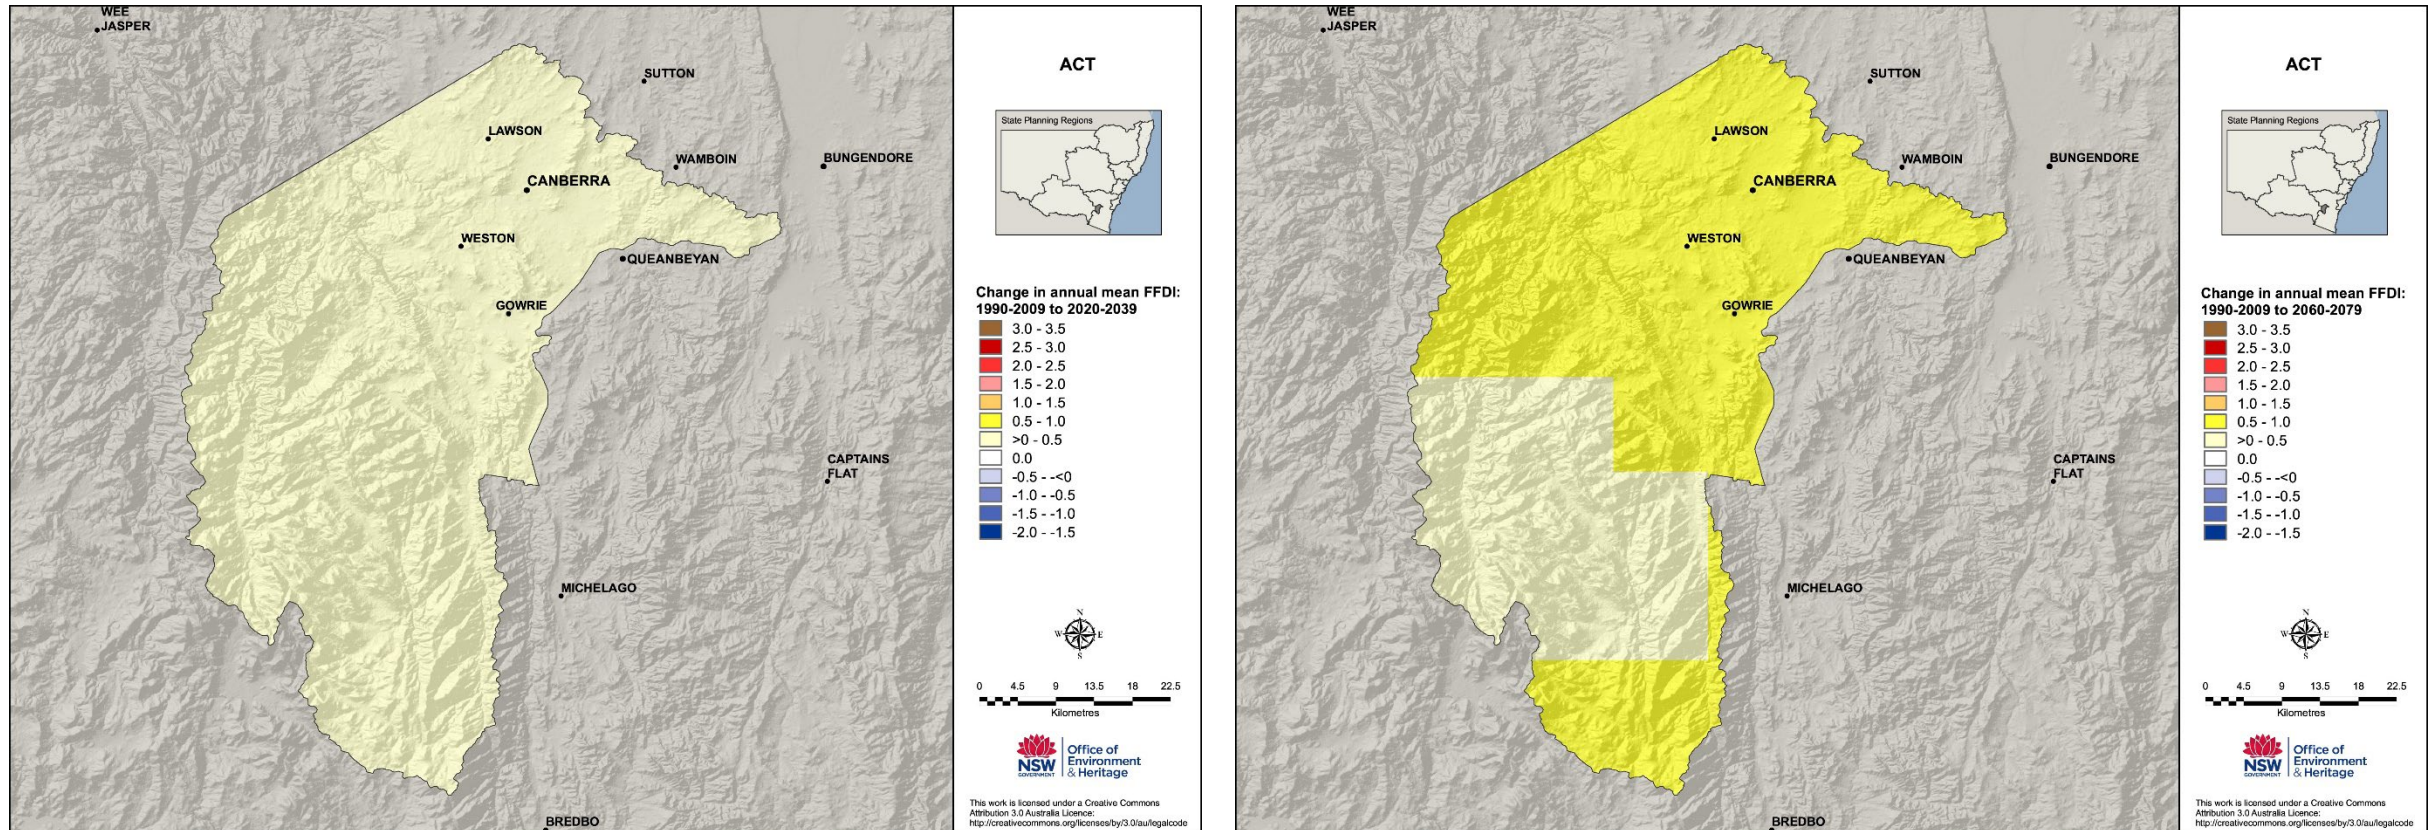 WEE
JASPER
SUTTON
LAWSON
WAMBOIN
BUNGENDORE
CANBERRA
WESTON
QUEANBEYAN
GOWRIE
CAPTAINS
FLAT
MICHELAGO
BREDBO
ACT
State Planning Regions
Change in annual mean FFDI:
1990-2009 to 2020-2039
3.0 - 3.5
2.5 - 3.0
2.0 - 2.5
1.5 - 2.0
1.0 - 1.5
0.5 - 1.0
>0 - 0.5
0.0
-0.5 - -<0
-1.0 - -0.5
-1.5 - -1.0
-2.0 - -1.5
N
W E
S
0 4.5 9 13.5 18 22.5
Kilometres
NSW
GOVERNMENT
Office of
Environment
& Heritage
This work is licensed under a Creative Commons
Attribution 3.0 Australia Licence:
http://creativecommons.org/licenses/by/3.0/au/legalcode
WEE
JASPER
SUTTON
LAWSON
WAMBOIN
BUNGENDORE
CANBERRA
WESTON
QUEANBEYAN
GOWRIE
CAPTAINS
FLAT
MICHELAGO
BREDBO
ACT
State Planning Regions
Change in annual mean FFDI:
1990-2009 to 2060-2079
3.0 - 3.5
2.5 - 3.0
2.0 - 2.5
1.5 - 2.0
1.0 - 1.5
0.5 - 1.0
>0 - 0.5
0.0
-0.5 - -<0
-1.0 - -0.5
-1.5 - -1.0
-2.0 - -1.5
N
W E
S
0 4.5 9 13.5 18 22.5
Kilometres
NSW
GOVERNMENT
Office of
Environment
& Heritage
This work is licensed under a Creative Commons
Attribution 3.0 Australia Licence:
http://creativecommons.org/licenses/by/3.0/au/legalcode